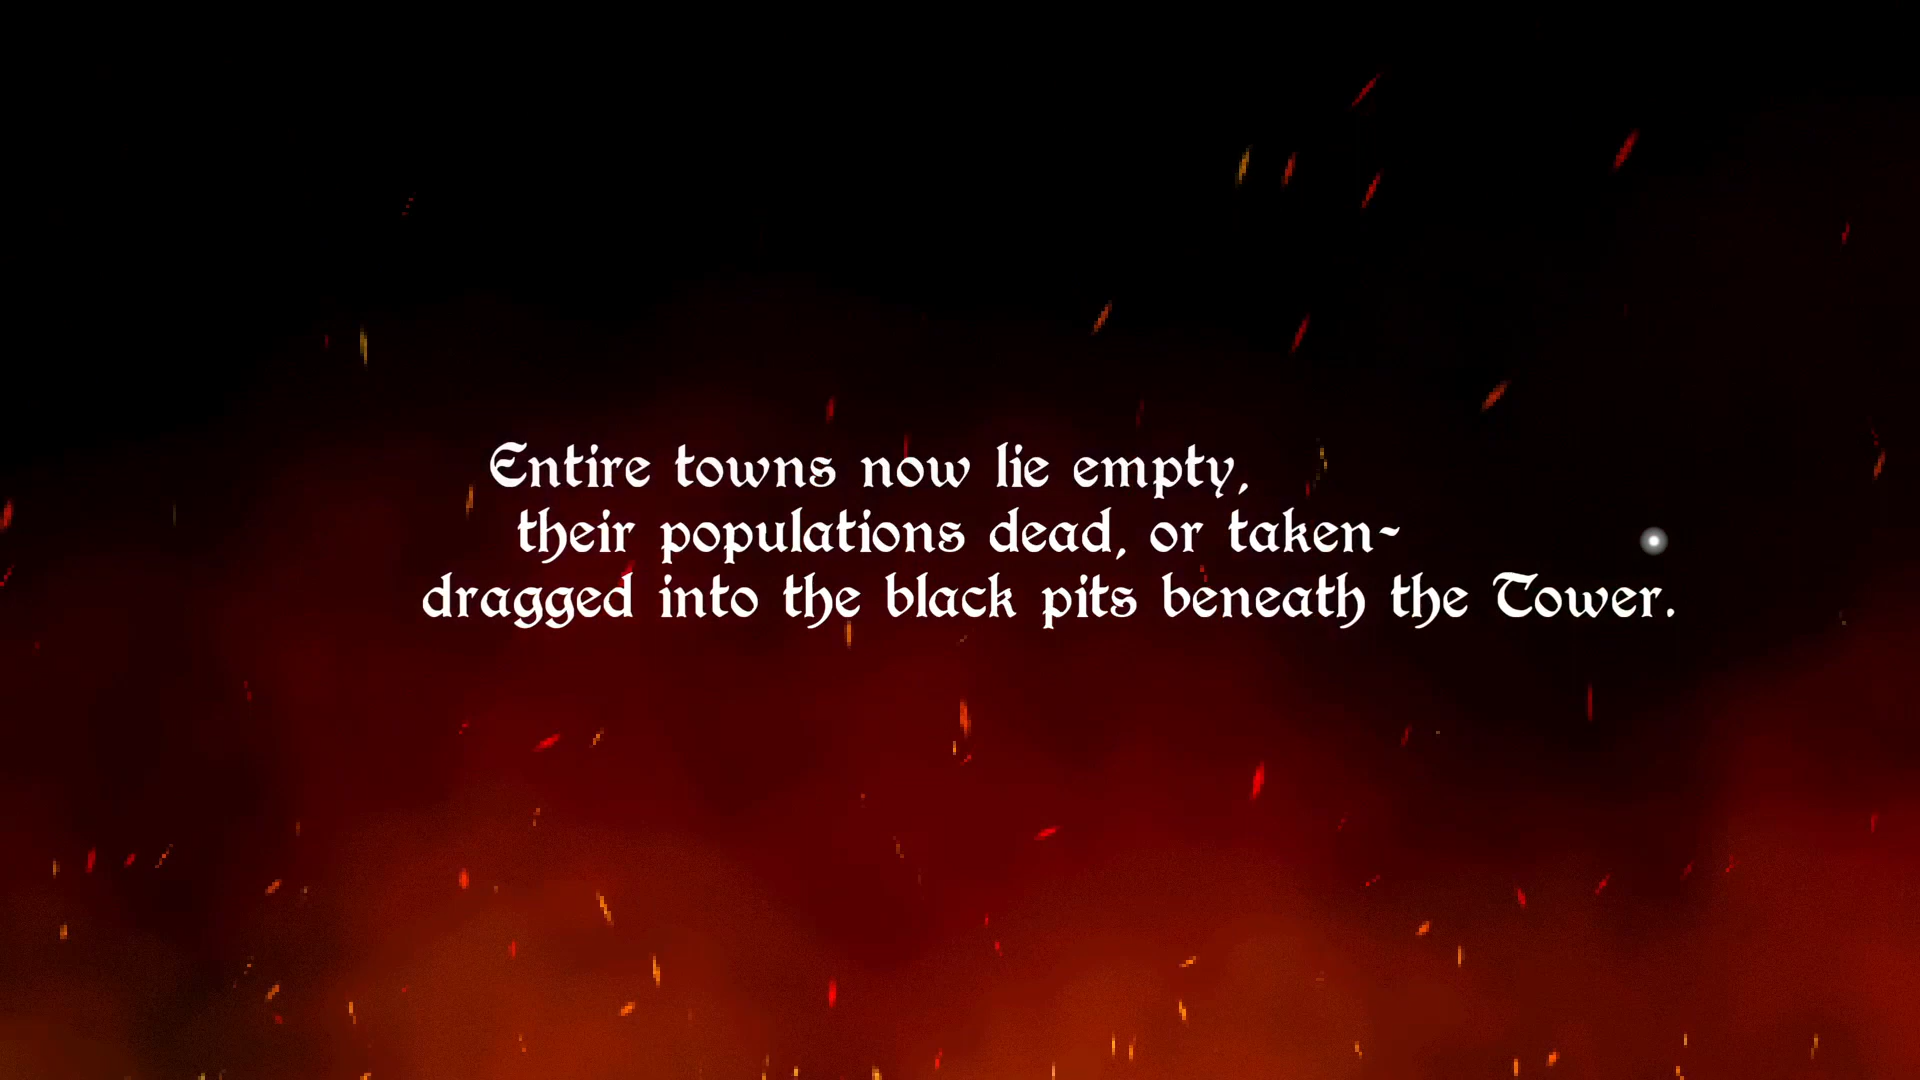 Entire towns now lie empty,
their populations dead, or taken~
dragged into the black pits beneath the Tower.